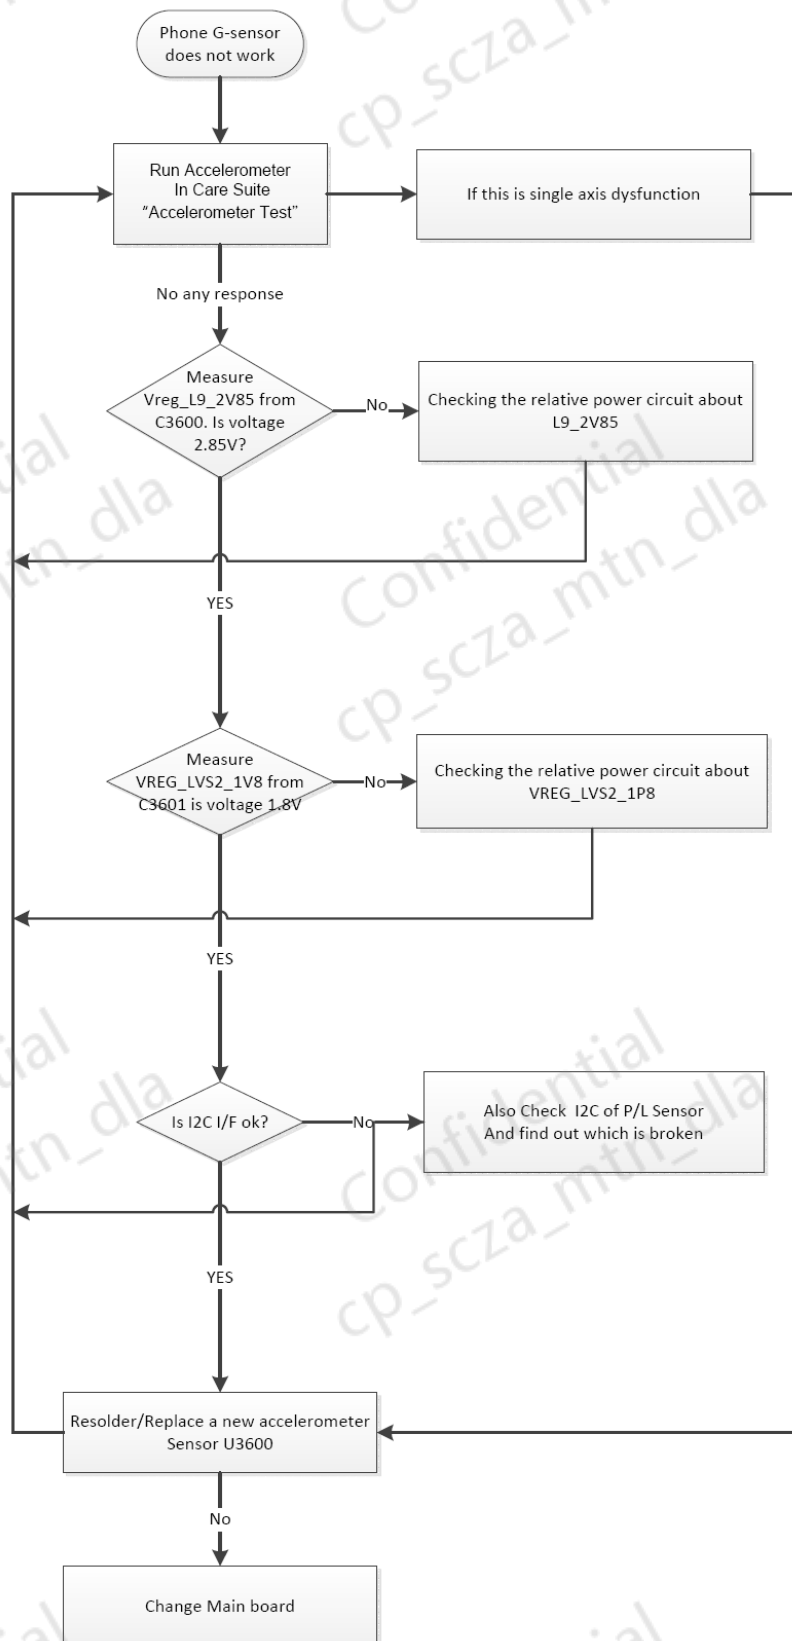 Phone G-sensor
does not work
Run Accelerometer
In Care Suite
“Accelerometer Test”
If this is single axis dysfunction
No any response
Measure
Vreg_L9_2V85 from
C3600. Is voltage
2.85V?
No
Checking the relative power circuit about
L9_2V85
YES
Measure
VREG_LVS2_1V8 from
C3601 is voltage 1.8V
No
Checking the relative power circuit about
VREG_LVS2_1P8
YES
Is I2C I/F ok?
No
Also Check I2C of P/L Sensor
And find out which is broken
YES
Resolder/Replace a new accelerometer
Sensor U3600
No
Change Main board
Confidential
cp_scza_mtn_dla
Confidential
cp_scza_mtn_dla